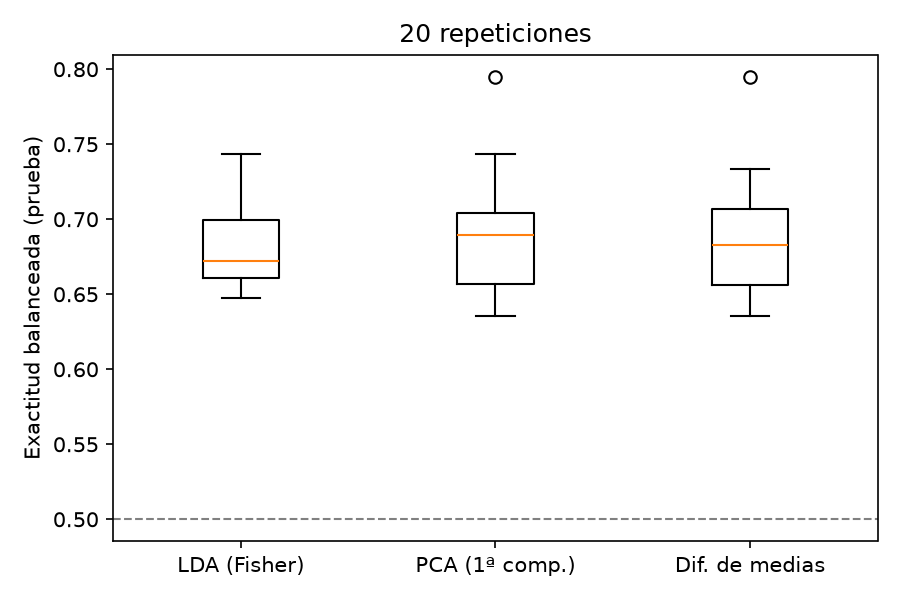 20 repeticiones
Exactitud balanceada (prueba)
0.80
0.75
0.70
0.65
0.60
0.55
0.50
LDA (Fisher)
PCA (1ª comp.)
Dif. de medias